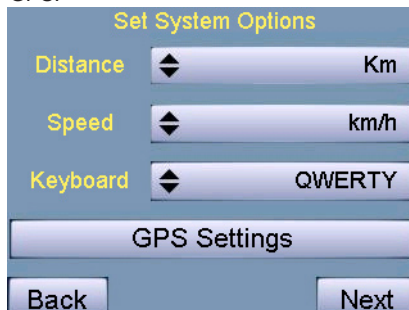 Set System Options
Distance Km
Speed km/h
Keyboard QWERTY
GPS Settings
Back Next